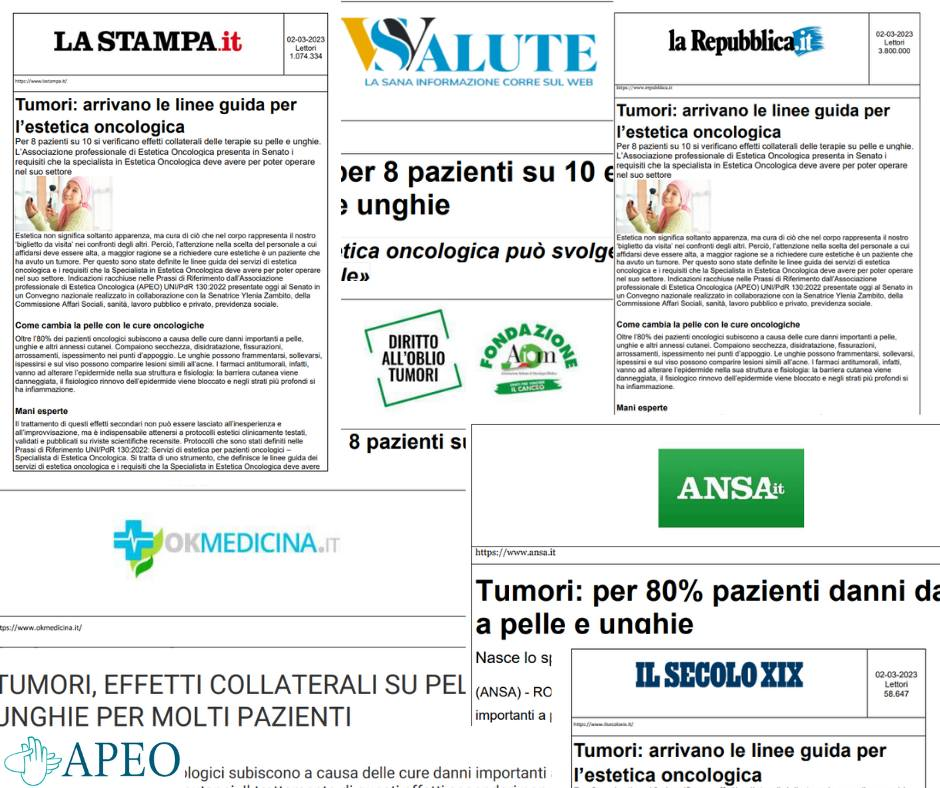 LA STAMPA.it
02-03-2023
Lettori
1.074.334
https://www.lastampa.it/
Tumori: arrivano le linee guida per
l'estetica oncologica
Per 8 pazienti su 10 si verificano effetti collaterali delle terapie su pelle e unghie.
L'Associazione professionale di Estetica Oncologica presenta in Senato i
requisiti che la specialista in Estetica Oncologica deve avere per poter operare
nel suo settore
Estetica non significa soltanto apparenza, ma cura di ciò che nel corpo rappresenta il nostro
'biglietto da visita' nei confronti degli altri. Perciò, l'attenzione nella scelta del personale a cui
affidarsi deve essere alta, a maggior ragione se a richiedere cure estetiche è un paziente che
ha avuto un tumore. Per questo sono state definite le linee guida dei servizi di estetica
oncologica e i requisiti che la Specialista in Estetica Oncologica deve avere per poter operare
nel suo settore. Indicazioni racchiuse nelle Prassi di Riferimento dall'Associazione
professionale di Estetica Oncologica (APEO) UNI/PdR 130:2022 presentate oggi al Senato in
un Convegno nazionale realizzato in collaborazione con la Senatrice Ylenia Zambito, della
Commissione Affari Sociali, sanità, lavoro pubblico e privato, previdenza sociale.
Come cambia la pelle con le cure oncologiche
Oltre l'80% dei pazienti oncologici subiscono a causa delle cure danni importanti a pelle,
unghie e altri annessi cutanei. Compaiono secchezza, disidratazione, fissurazioni,
arrossamenti, ispessimento nei punti d'appoggio. Le unghie possono frammentarsi, sollevarsi,
ispessirsi e sul viso possono comparire lesioni simili all'acne. I farmaci antitumorali, infatti,
vanno ad alterare l'epidermide nella sua struttura e fisiologia: la barriera cutanea viene
danneggiata, il fisiologico rinnovo dell'epidermide viene bloccato e negli strati più profondi si
ha infiammazione.
Mani esperte
Il trattamento di questi effetti secondari non può essere lasciato all'inesperienza e
all'improvvisazione, ma è indispensabile attenersi a protocolli estetici clinicamente testati,
validati e pubblicati su riviste scientifiche recensite. Protocolli che sono stati definiti nelle
Prassi di Riferimento UNI/PdR 130:2022: Servizi di estetica per pazienti oncologici –
Specialista di Estetica Oncologica. Si tratta di uno strumento, che definisce le linee guida dei
servizi di estetica oncologica e i requisiti che la Specialista in Estetica Oncologica deve avere
VSALUTE
LA SANA INFORMAZIONE CORRE SUL WEB
per 8 pazienti su 10 e
e unghie
etica oncologica può svolge
le»
DIRITTO
ALL'OBLIO
TUMORI
FONDAZIONE
Aiom
8 pazienti su
la Repubblica.it
02-03-2023
Lettori
3.800.000
https://www.repubblica.it/
Tumori: arrivano le linee guida per
l'estetica oncologica
Per 8 pazienti su 10 si verificano effetti collaterali delle terapie su pelle e unghie.
L'Associazione professionale di Estetica Oncologica presenta in Senato i
requisiti che la specialista in Estetica Oncologica deve avere per poter operare
nel suo settore
Estetica non significa soltanto apparenza, ma cura di ciò che nel corpo rappresenta il nostro
'biglietto da visita' nei confronti degli altri. Perciò, l'attenzione nella scelta del personale a cui
affidarsi deve essere alta, a maggior ragione se a richiedere cure estetiche è un paziente che
ha avuto un tumore. Per questo sono state definite le linee guida dei servizi di estetica
oncologica e i requisiti che la Specialista in Estetica Oncologica deve avere per poter operare
nel suo settore. Indicazioni racchiuse nelle Prassi di Riferimento dall'Associazione
professionale di Estetica Oncologica (APEO) UNI/PdR 130:2022 presentate oggi al Senato in
un Convegno nazionale realizzato in collaborazione con la Senatrice Ylenia Zambito, della
Commissione Affari Sociali, sanità, lavoro pubblico e privato, previdenza sociale.
Come cambia la pelle con le cure oncologiche
Oltre l'80% dei pazienti oncologici subiscono a causa delle cure danni importanti a pelle,
unghie e altri annessi cutanei. Compaiono secchezza, disidratazione, fissurazioni,
arrossamenti, ispessimento nei punti d'appoggio. Le unghie possono frammentarsi, sollevarsi,
ispessirsi e sul viso possono comparire lesioni simili all'acne. I farmaci antitumorali, infatti,
vanno ad alterare l'epidermide nella sua struttura e fisiologia: la barriera cutanea viene
danneggiata, il fisiologico rinnovo dell'epidermide viene bloccato e negli strati più profondi si
ha infiammazione.
Mani esperte
OKMEDICINA.IT
tps://www.okmedicina.it/
TUMORI, EFFETTI COLLATERALI SU PEL
UNGHIE PER MOLTI PAZIENTI
APEO
ologici subiscono a causa delle cure danni importanti
ANSA.it
https://www.ansa.it
Tumori: per 80% pazienti danni da
a pelle e unghie
Nasce lo sp
(ANSA) - RO
importanti a p
IL SECOLO XIX
02-03-2023
Lettori
58.647
https://www.ilsecoloxix.it/
Tumori: arrivano le linee guida per
l'estetica oncologica